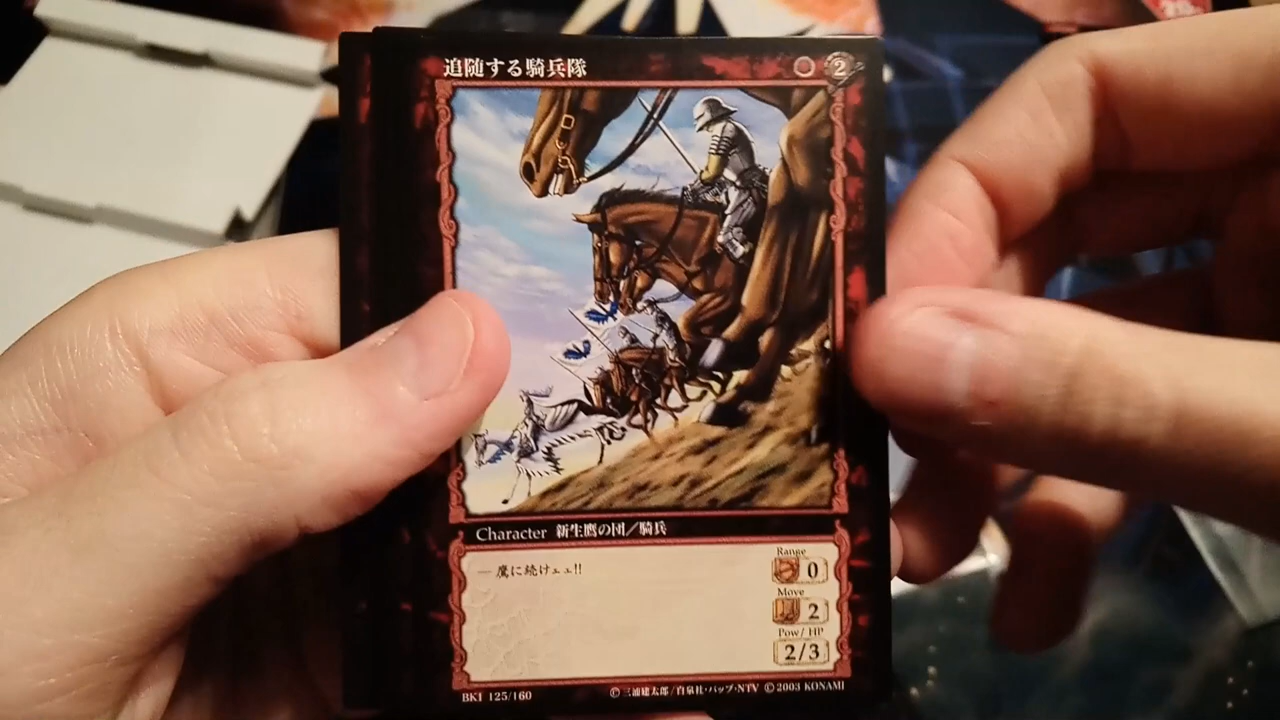 追随する騎兵隊 2
Character 新生鷹の団／騎兵
― 鷹に続けェェ!!
Range
0
Move
2
Pow/ HP
2/3
BK1 125/160 © 三浦建太郎/白泉社・バップ・NTV © 2003 KONAMI